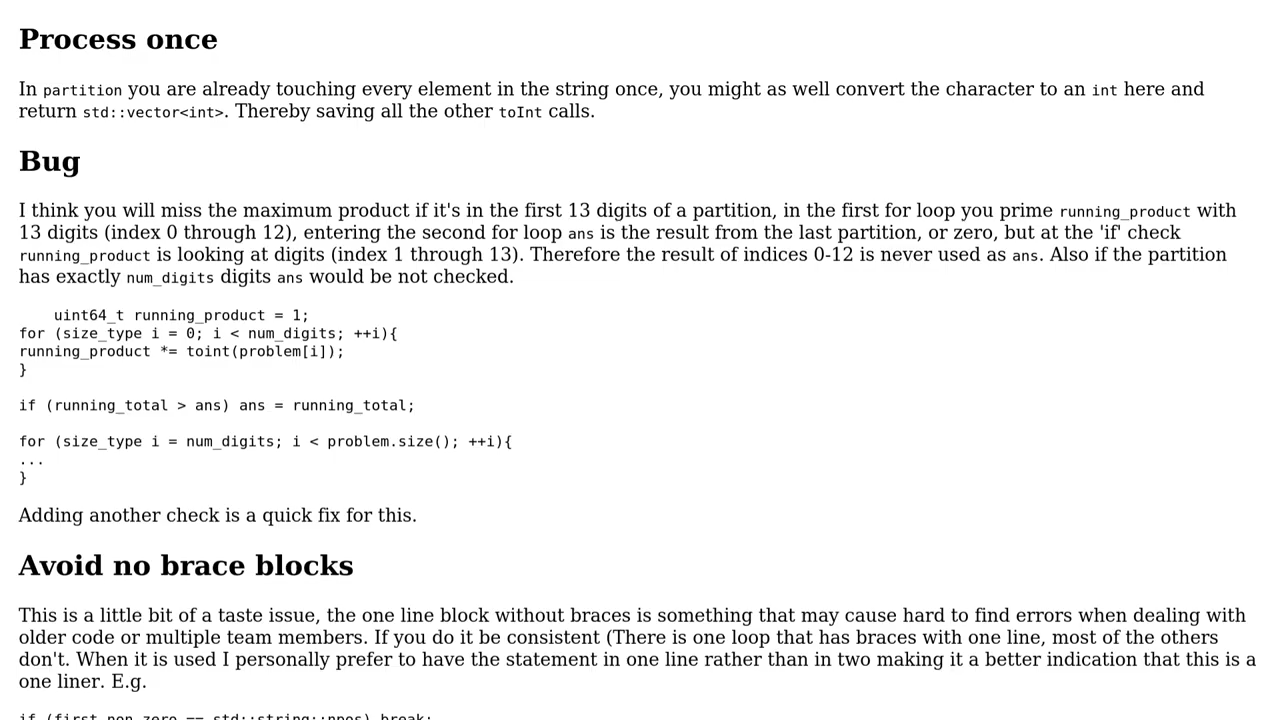 Process once
In partition you are already touching every element in the string once, you might as well convert the character to an int here and
return std::vector<int>. Thereby saving all the other toInt calls.
Bug
I think you will miss the maximum product if it's in the first 13 digits of a partition, in the first for loop you prime running_product with
13 digits (index 0 through 12), entering the second for loop ans is the result from the last partition, or zero, but at the 'if' check
running_product is looking at digits (index 1 through 13). Therefore the result of indices 0-12 is never used as ans. Also if the partition
has exactly num_digits digits ans would be not checked.
    uint64_t running_product = 1;
for (size_type i = 0; i < num_digits; ++i){
running_product *= toint(problem[i]);
}
if (running_total > ans) ans = running_total;
for (size_type i = num_digits; i < problem.size(); ++i){
...
}
Adding another check is a quick fix for this.
Avoid no brace blocks
This is a little bit of a taste issue, the one line block without braces is something that may cause hard to find errors when dealing with
older code or multiple team members. If you do it be consistent (There is one loop that has braces with one line, most of the others
don't. When it is used I personally prefer to have the statement in one line rather than in two making it a better indication that this is a
one liner. E.g.
if (first_non_zero == std::string::npos) break;